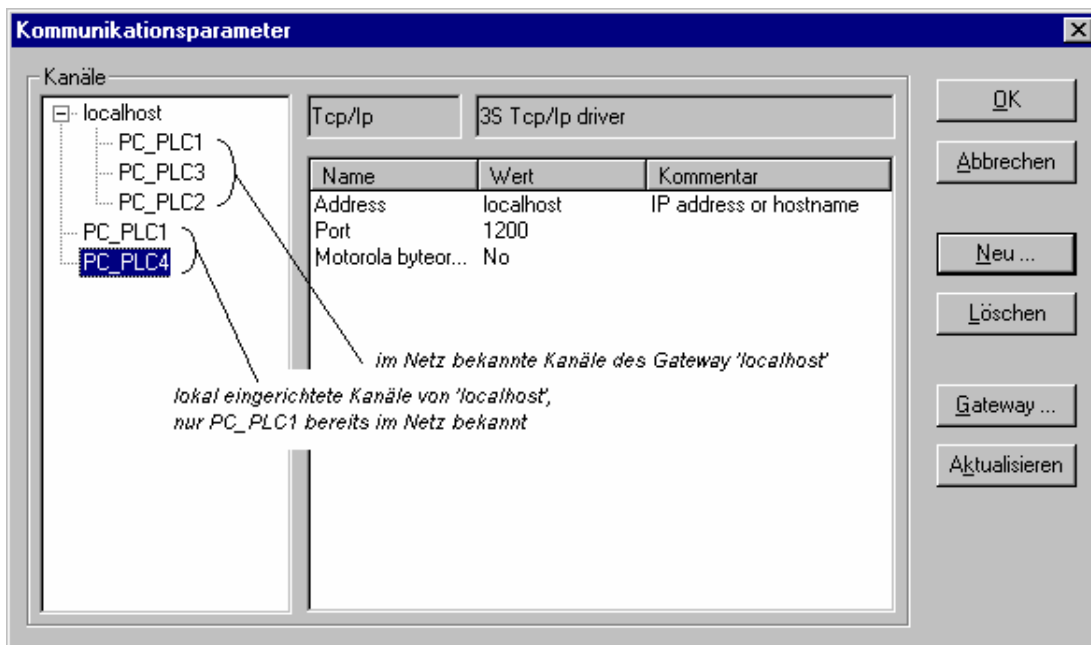 Kommunikationsparameter
Kanäle
localhost
PC_PLC1
PC_PLC3
PC_PLC2
PC_PLC1
PC_PLC4
Tcp/Ip
3S Tcp/Ip driver
Name Wert Kommentar
Address localhost IP address or hostname
Port 1200
Motorola byteor... No
im Netz bekannte Kanäle des Gateway 'localhost'
lokal eingerichtete Kanäle von 'localhost',
nur PC_PLC1 bereits im Netz bekannt
OK
Abbrechen
Neu ...
Löschen
Gateway ...
Aktualisieren